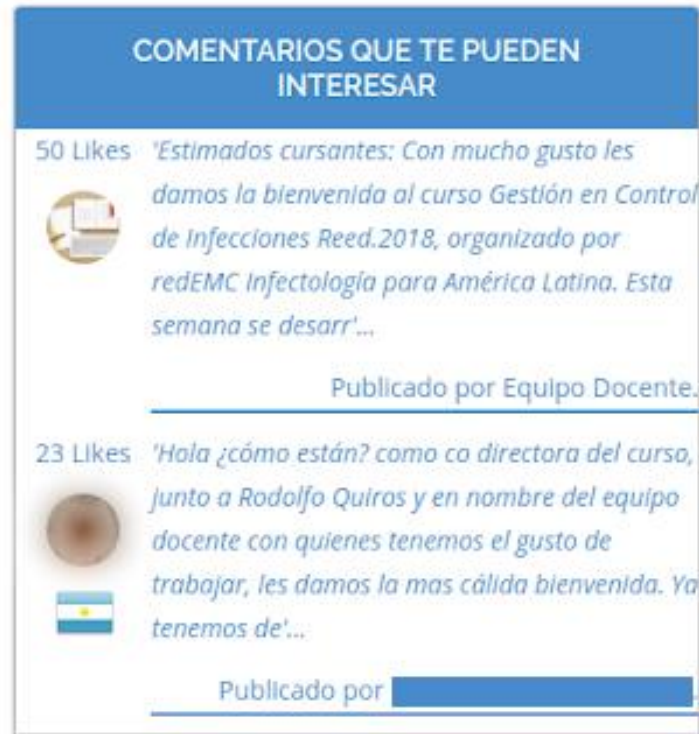 COMENTARIOS QUE TE PUEDEN
INTERESAR
50 Likes
'Estimados cursantes: Con mucho gusto les
damos la bienvenida al curso Gestión en Control
de Infecciones Reed.2018, organizado por
redEMC Infectología para América Latina. Esta
semana se desarr'...
Publicado por Equipo Docente.
23 Likes
'Hola ¿cómo están? como co directora del curso,
junto a Rodolfo Quiros y en nombre del equipo
docente con quienes tenemos el gusto de
trabajar, les damos la mas cálida bienvenida. Ya
tenemos de'...
Publicado por